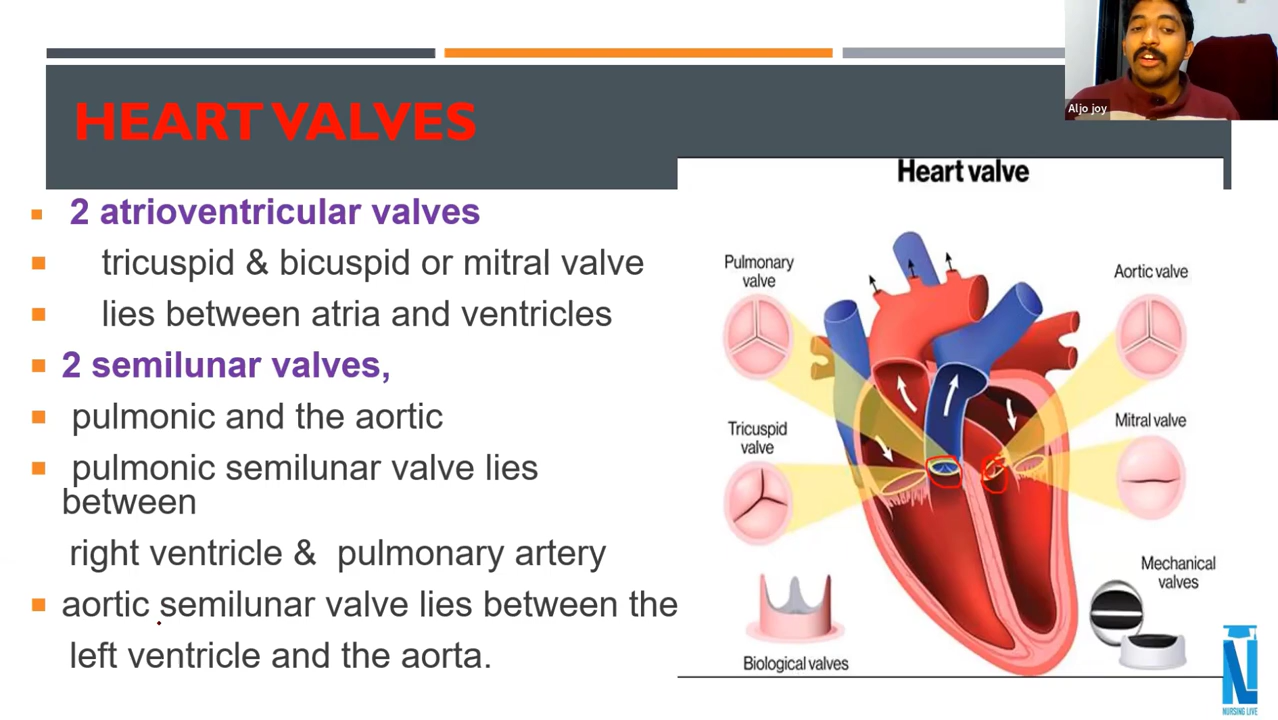 Aljo joy
HEART VALVES
2 atrioventricular valves
tricuspid & bicuspid or mitral valve
lies between atria and ventricles
2 semilunar valves,
pulmonic and the aortic
pulmonic semilunar valve lies
between
right ventricle & pulmonary artery
aortic semilunar valve lies between the
left ventricle and the aorta.
Heart valve
Pulmonary
valve
Aortic valve
Tricuspid
valve
Mitral valve
Mechanical
valves
Biological valves
NURSING LIVE